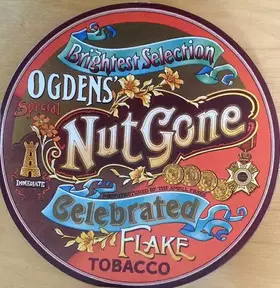 Brightest Selection
OGDENS'
Special
Nut Gone
IMMEDIATE
Celebrated
FLAKE
TOBACCO